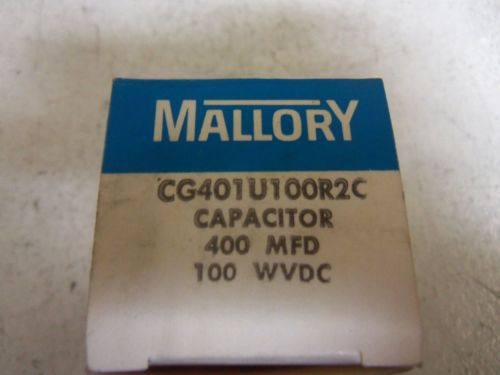 MALLORY
CG401U100R2C
CAPACITOR
400 MFD
100 WVDC